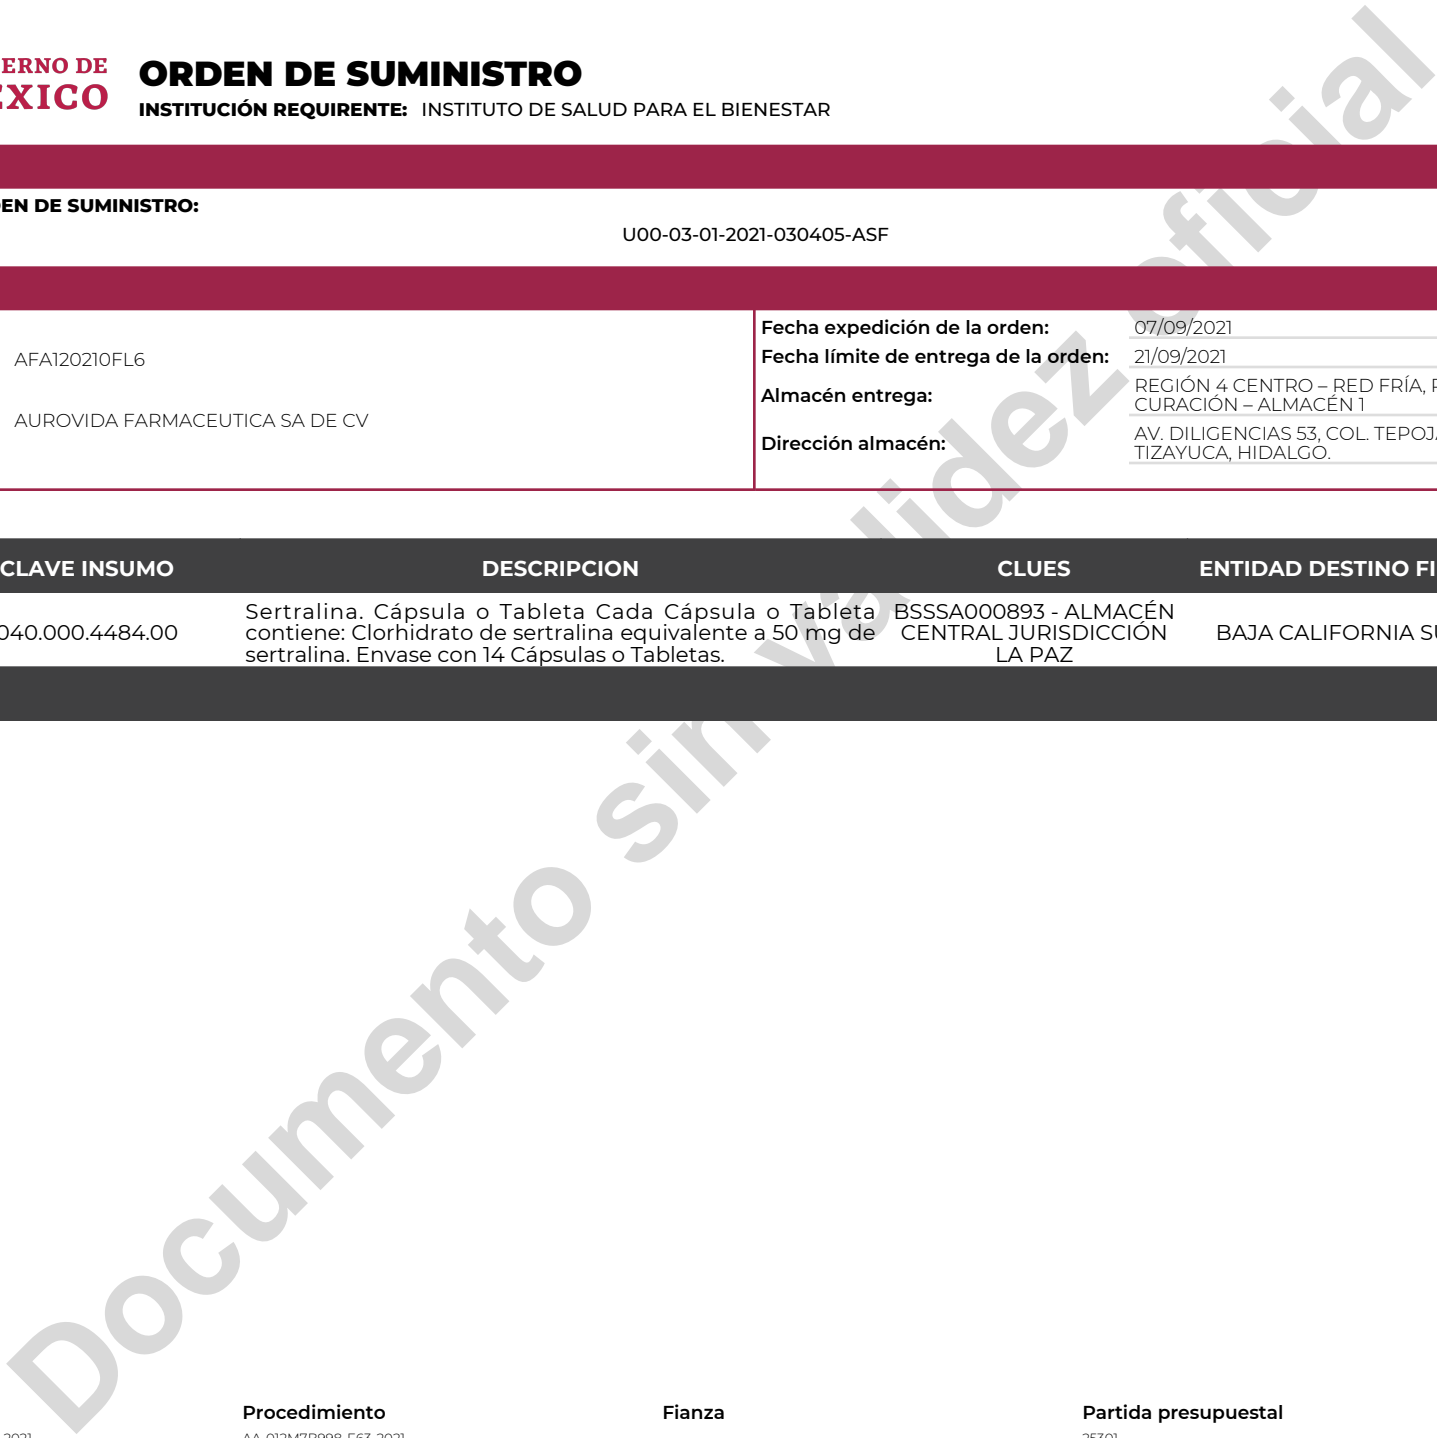 ERNO DE
ORDEN DE SUMINISTRO
INSTITUCIÓN REQUIRENTE: INSTITUTO DE SALUD PARA EL BIENESTAR
EN DE SUMINISTRO:
U00-03-01-2021-030405-ASF
AFA120210FL6
AUROVIDA FARMACEUTICA SA DE CV
Fecha expedición de la orden: 07/09/2021
Fecha límite de entrega de la orden: 21/09/2021
Almacén entrega: REGIÓN 4 CENTRO – RED FRÍA,
CURACIÓN – ALMACÉN 1
Dirección almacén: AV. DILIGENCIAS 53, COL. TEPOJA
TIZAYUCA, HIDALGO.
CLAVE INSUMO DESCRIPCION CLUES ENTIDAD DESTINO FI
040.000.4484.00
Sertralina. Cápsula o Tableta Cada Cápsula o Tableta
contiene: Clorhidrato de sertralina equivalente a 50 mg de
sertralina. Envase con 14 Cápsulas o Tabletas.
BSSSA000893 - ALMACÉN
CENTRAL JURISDICCIÓN
LA PAZ
BAJA CALIFORNIA SU
Documento sin validez oficial
Procedimiento Fianza Partida presupuestal